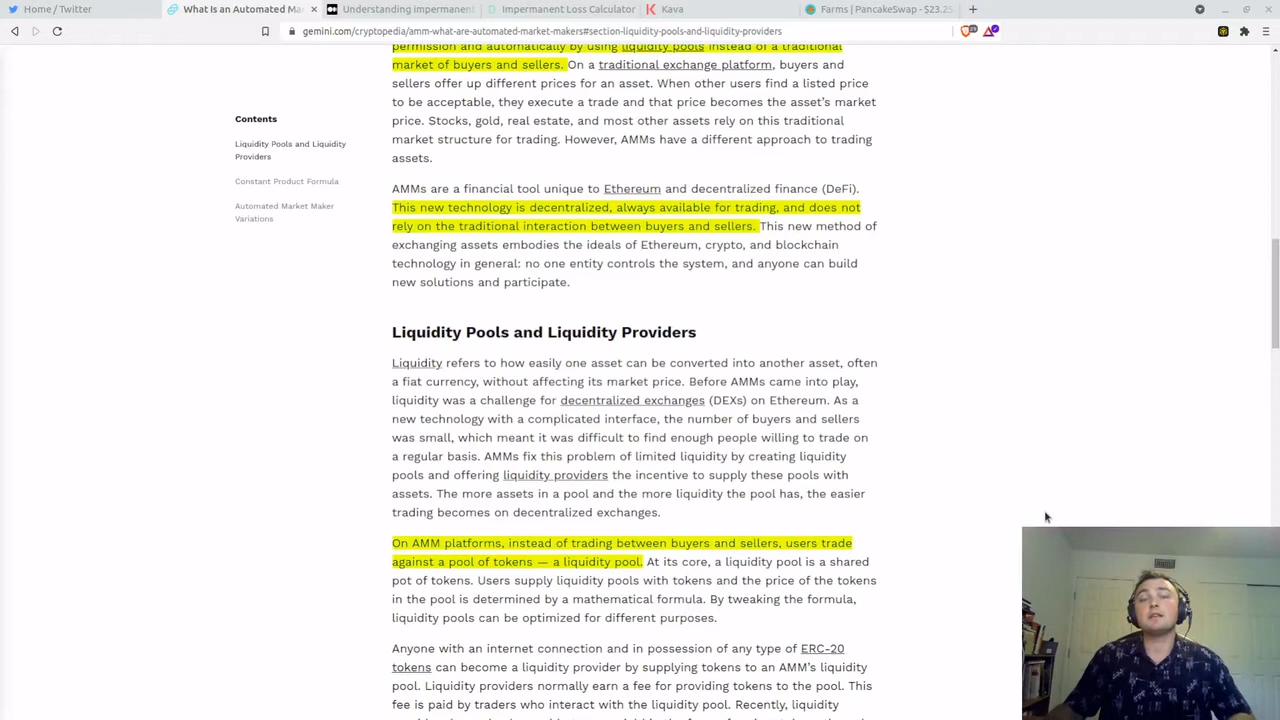 Home / Twitter
What Is an Automated Ma
Understanding impermanent
Impermanent Loss Calculator
Kava
Farms | PancakeSwap - $23.25
gemini.com/cryptopedia/amm-what-are-automated-market-makers#section-liquidity-pools-and-liquidity-providers
permission and automatically by using liquidity pools instead of a traditional
market of buyers and sellers. On a traditional exchange platform, buyers and
sellers offer up different prices for an asset. When other users find a listed price
to be acceptable, they execute a trade and that price becomes the asset's market
price. Stocks, gold, real estate, and most other assets rely on this traditional
market structure for trading. However, AMMs have a different approach to trading
assets.
Contents
Liquidity Pools and Liquidity
Providers
Constant Product Formula
Automated Market Maker
Variations
AMMs are a financial tool unique to Ethereum and decentralized finance (DeFi).
This new technology is decentralized, always available for trading, and does not
rely on the traditional interaction between buyers and sellers. This new method of
exchanging assets embodies the ideals of Ethereum, crypto, and blockchain
technology in general: no one entity controls the system, and anyone can build
new solutions and participate.
Liquidity Pools and Liquidity Providers
Liquidity refers to how easily one asset can be converted into another asset, often
a fiat currency, without affecting its market price. Before AMMs came into play,
liquidity was a challenge for decentralized exchanges (DEXs) on Ethereum. As a
new technology with a complicated interface, the number of buyers and sellers
was small, which meant it was difficult to find enough people willing to trade on
a regular basis. AMMs fix this problem of limited liquidity by creating liquidity
pools and offering liquidity providers the incentive to supply these pools with
assets. The more assets in a pool and the more liquidity the pool has, the easier
trading becomes on decentralized exchanges.
On AMM platforms, instead of trading between buyers and sellers, users trade
against a pool of tokens — a liquidity pool. At its core, a liquidity pool is a shared
pot of tokens. Users supply liquidity pools with tokens and the price of the tokens
in the pool is determined by a mathematical formula. By tweaking the formula,
liquidity pools can be optimized for different purposes.
Anyone with an internet connection and in possession of any type of ERC-20
tokens can become a liquidity provider by supplying tokens to an AMM's liquidity
pool. Liquidity providers normally earn a fee for providing tokens to the pool. This
fee is paid by traders who interact with the liquidity pool. Recently, liquidity